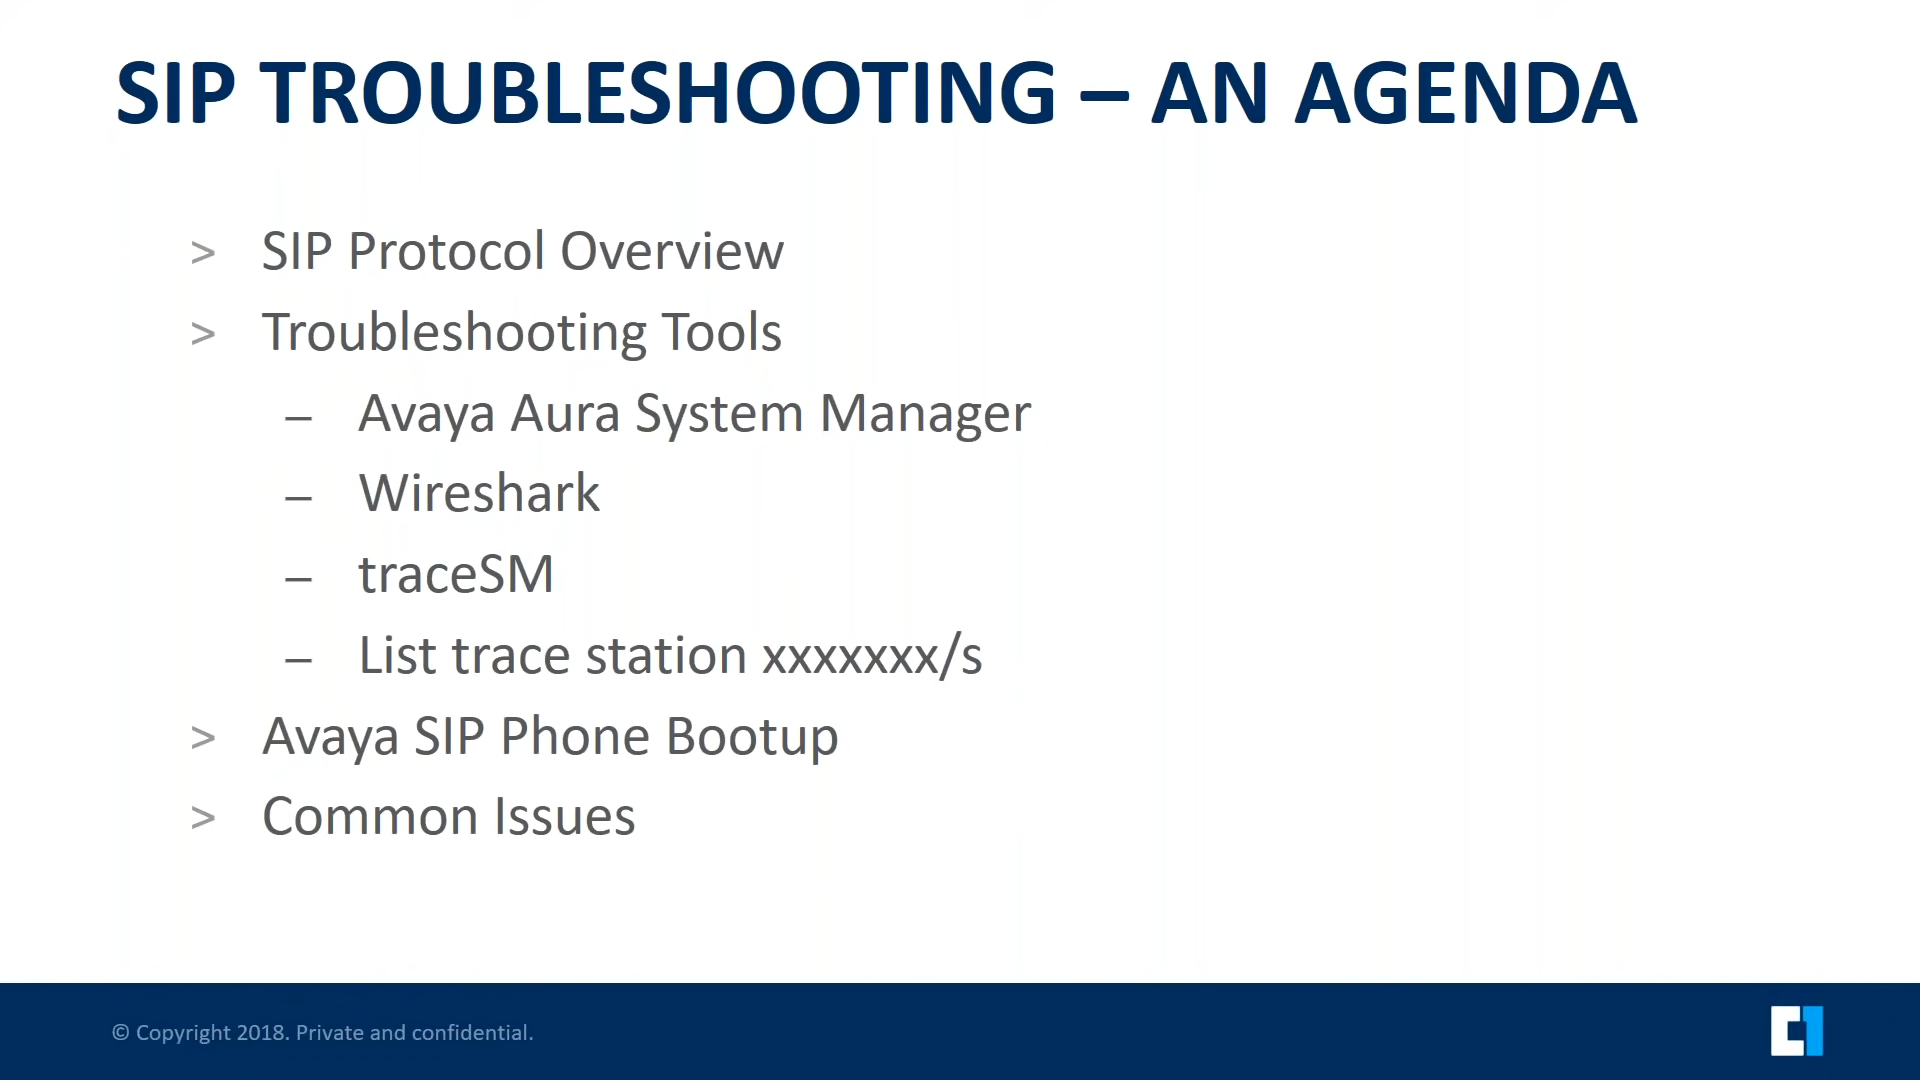 SIP TROUBLESHOOTING – AN AGENDA
> SIP Protocol Overview
> Troubleshooting Tools
– Avaya Aura System Manager
– Wireshark
– traceSM
– List trace station xxxxxxx/s
> Avaya SIP Phone Bootup
> Common Issues
© Copyright 2018. Private and confidential.